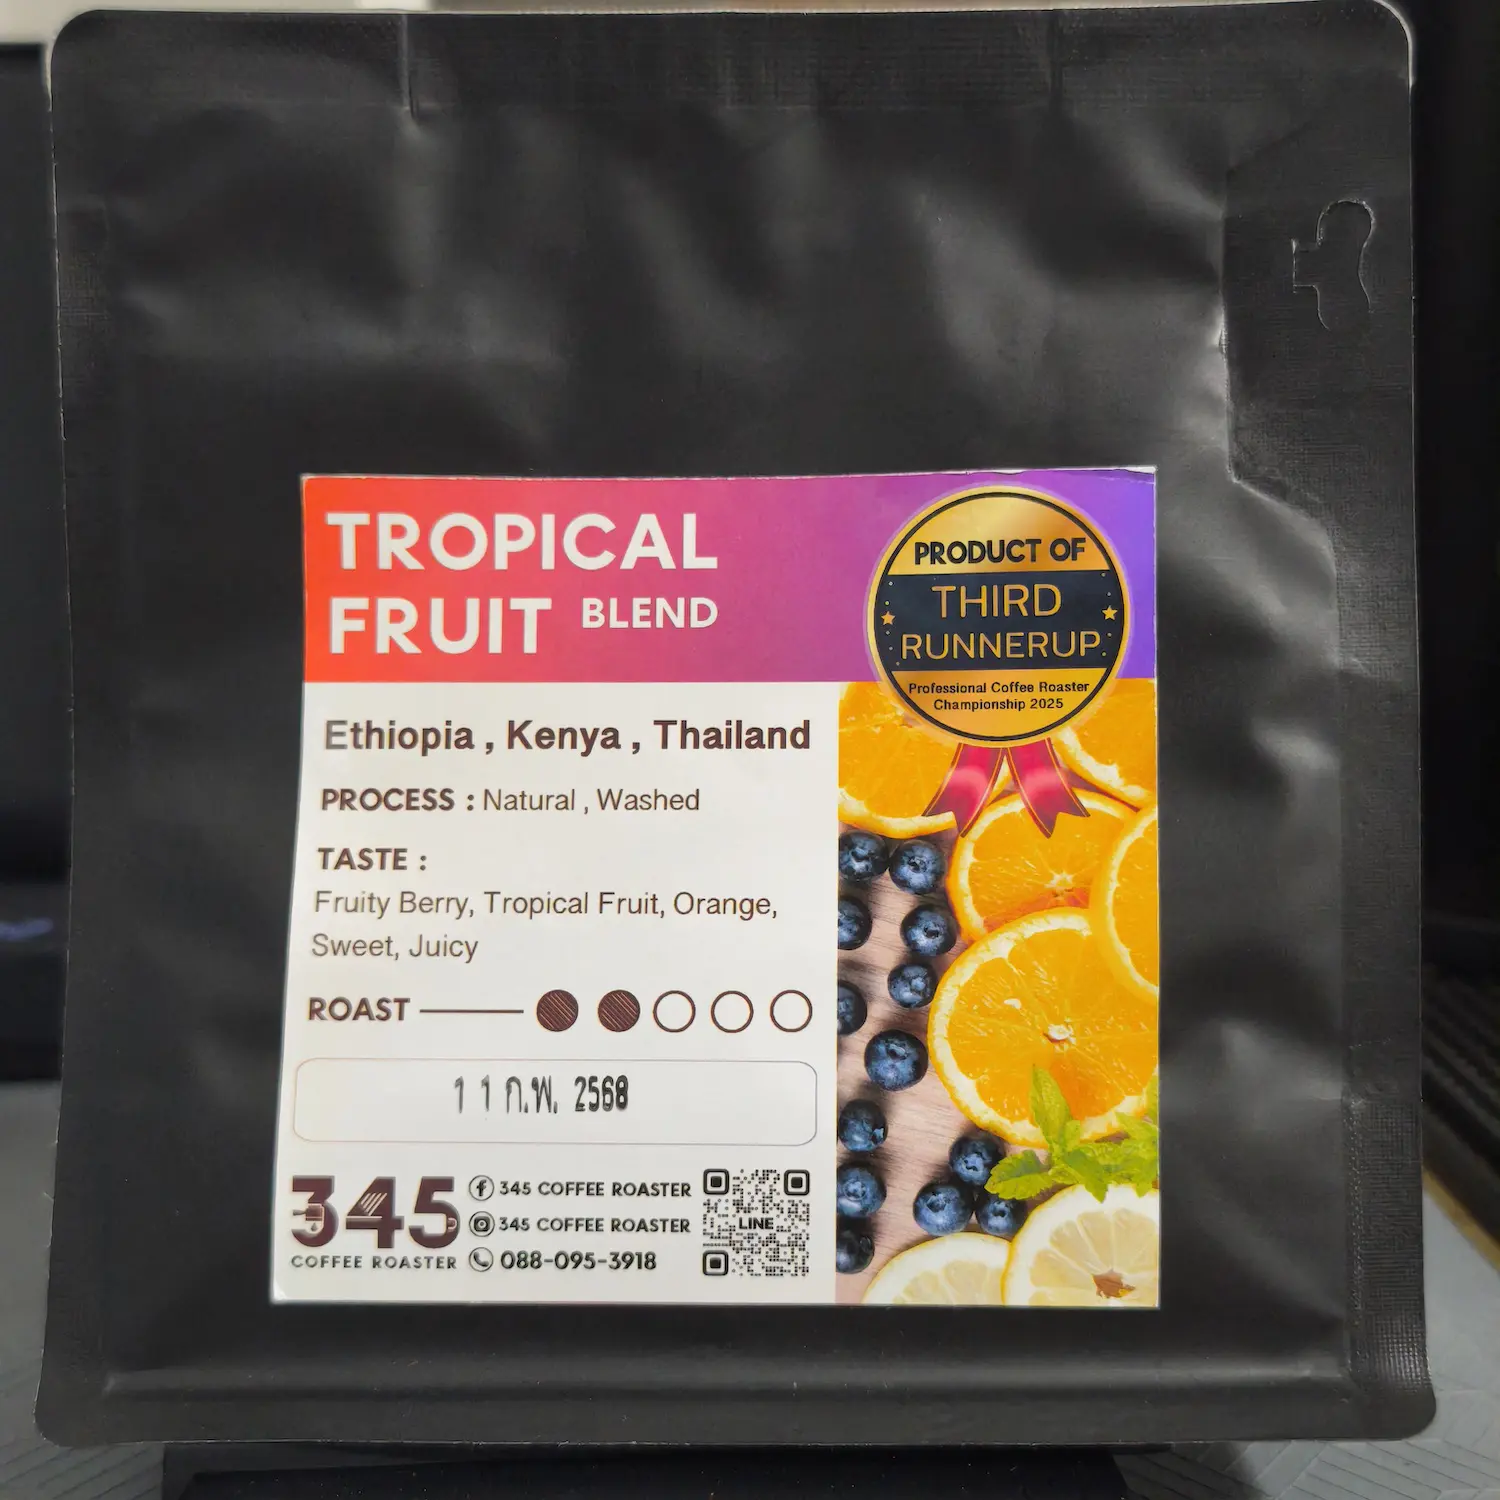 TROPICAL
FRUIT BLEND
PRODUCT OF
THIRD
RUNNERUP
Professional Coffee Roaster
Championship 2025
Ethiopia , Kenya , Thailand
PROCESS : Natural , Washed
TASTE :
Fruity Berry, Tropical Fruit, Orange,
Sweet, Juicy
ROAST
11 ก.พ. 2568
345
COFFEE ROASTER
345 COFFEE ROASTER
345 COFFEE ROASTER
088-095-3918
LINE